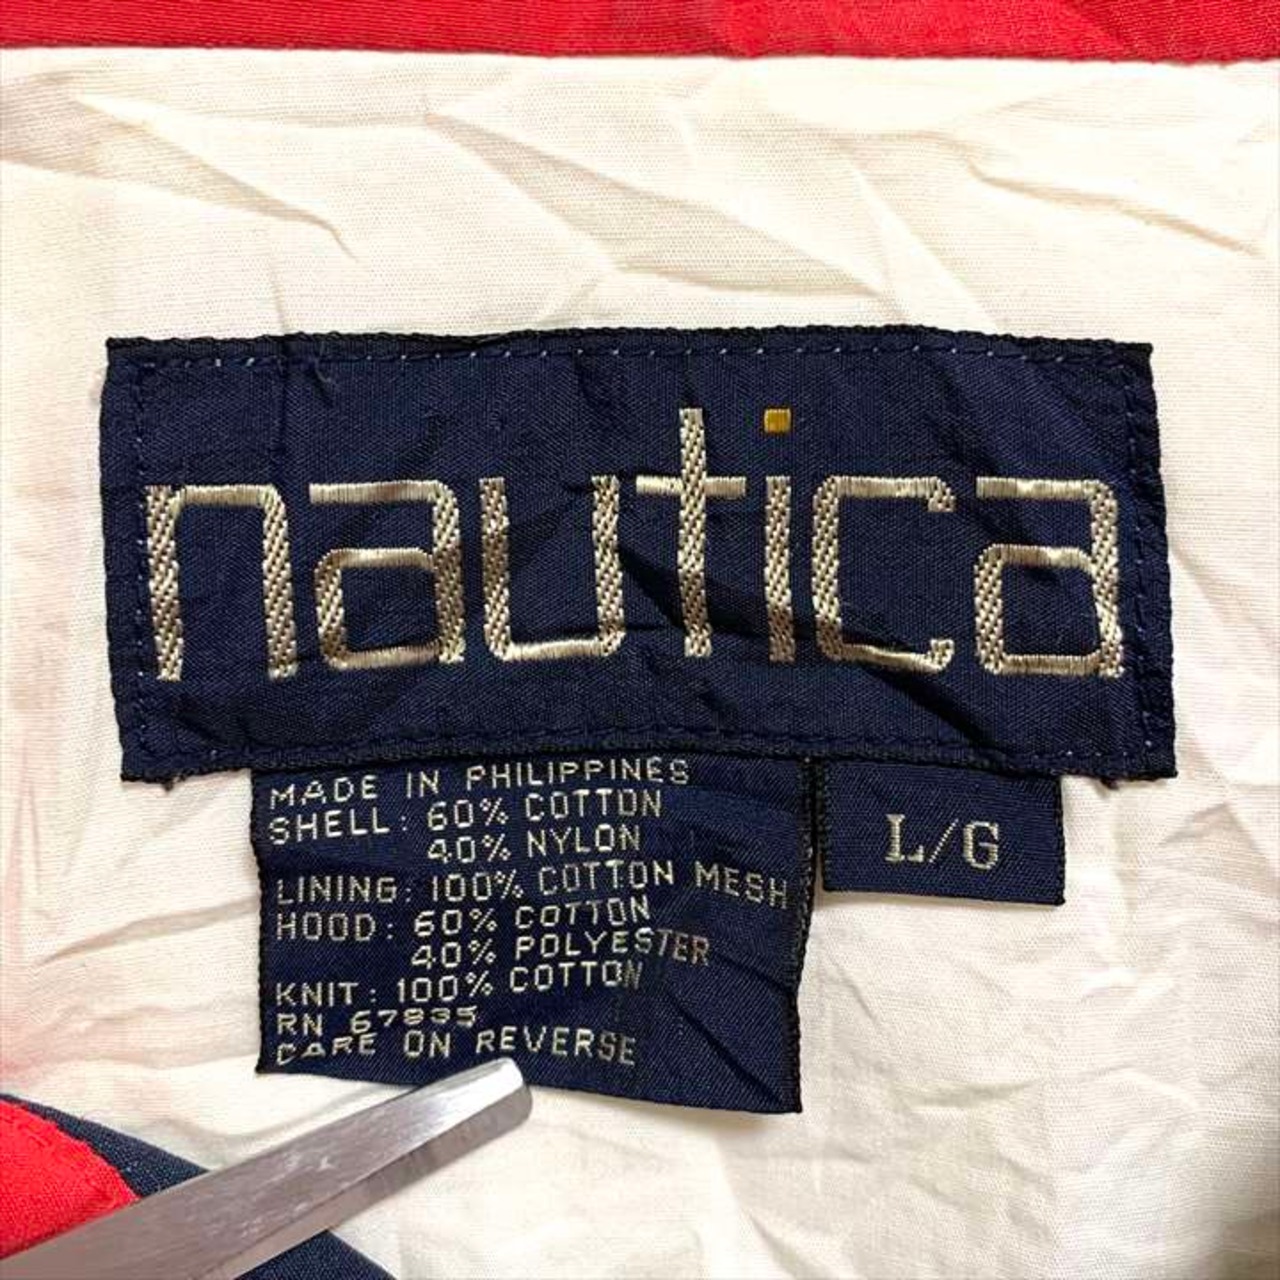 nautica
MADE IN PHILIPPINES
SHELL: 60% COTTON
40% NYLON
LINING: 100% COTTON MESH
HOOD: 60% COTTON
40% POLYESTER
KNIT: 100% COTTON
RN 67835
CARE ON REVERSE
L/G